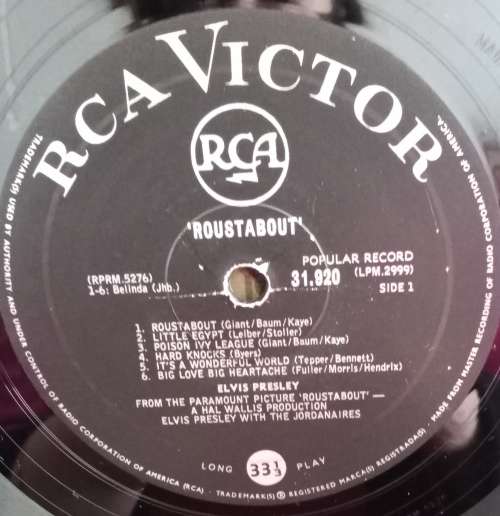 RCA VICTOR
RCA
'ROUSTABOUT'
POPULAR RECORD
(RPRM.5276)
31.920 (LPM.2999)
1-6: Belinda (Jhb.)
SIDE 1
1. ROUSTABOUT (Giant/Baum/Kaye)
2. LITTLE EGYPT (Leiber/Stoller)
3. POISON IVY LEAGUE (Giant/Baum/Kaye)
4. HARD KNOCKS (Byers)
5. IT'S A WONDERFUL WORLD (Tepper/Bennett)
6. BIG LOVE BIG HEARTACHE (Fuller/Morris/Hendrix)
ELVIS PRESLEY
FROM THE PARAMOUNT PICTURE 'ROUSTABOUT' —
A HAL WALLIS PRODUCTION
ELVIS PRESLEY WITH THE JORDANAIRES
LONG 33⅓ PLAY
TRADEMARK(S) USED BY AUTHORITY AND UNDER CONTROL OF RADIO CORPORATION OF AMERICA (RCA) · TRADEMARK(S) ® REGISTERED MARCA(S) REGISTRADA(S) · MADE FROM MASTER RECORDING OF RADIO CORPORATION OF AMERICA.